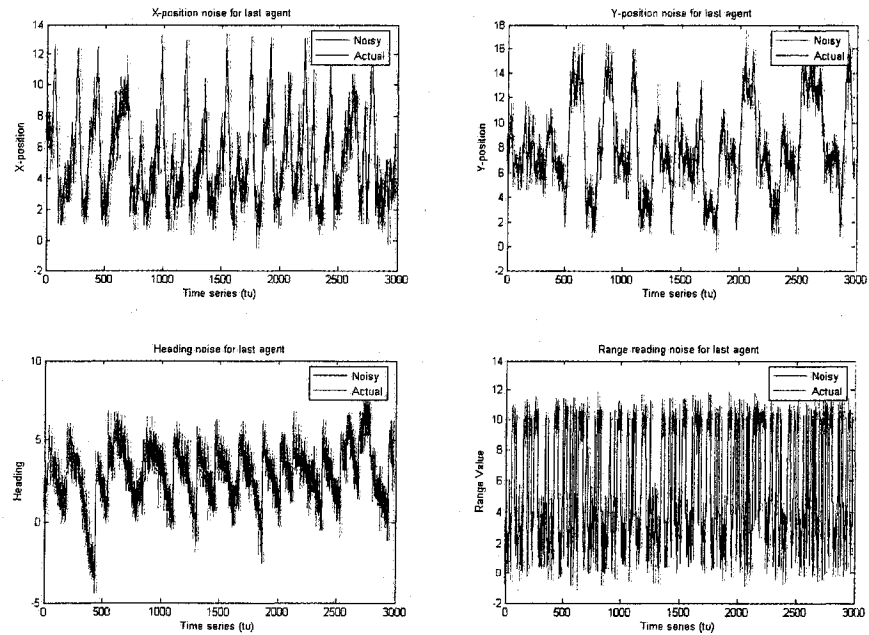 X-position noise for last agent
14
12
10
8
6
4
2
0
-2
X-position
Noisy
Actual
0 500 1000 1500 2000 2500 3000
Time series (tu)
Y-position noise for last agent
18
16
14
12
10
8
6
4
2
0
-2
Y-position
Noisy
Actual
0 500 1000 1500 2000 2500 3000
Time series (tu)
Heading noise for last agent
10
5
0
-5
Heading
Noisy
Actual
0 500 1000 1500 2000 2500 3000
Time series (tu)
Range reading noise for last agent
14
12
10
8
6
4
2
0
-2
Range Value
Noisy
Actual
0 500 1000 1500 2000 2500 3000
Time series (tu)